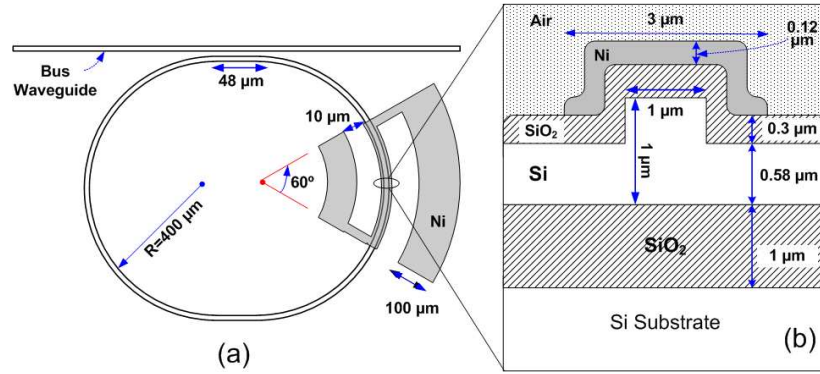 Bus
Waveguide
48 µm
10 µm
60º
R=400 µm
Ni
100 µm
(a)
Air
3 µm
0.12
µm
Ni
1 µm
SiO2
0.3 µm
1 µm
Si
0.58 µm
SiO2
1 µm
Si Substrate
(b)